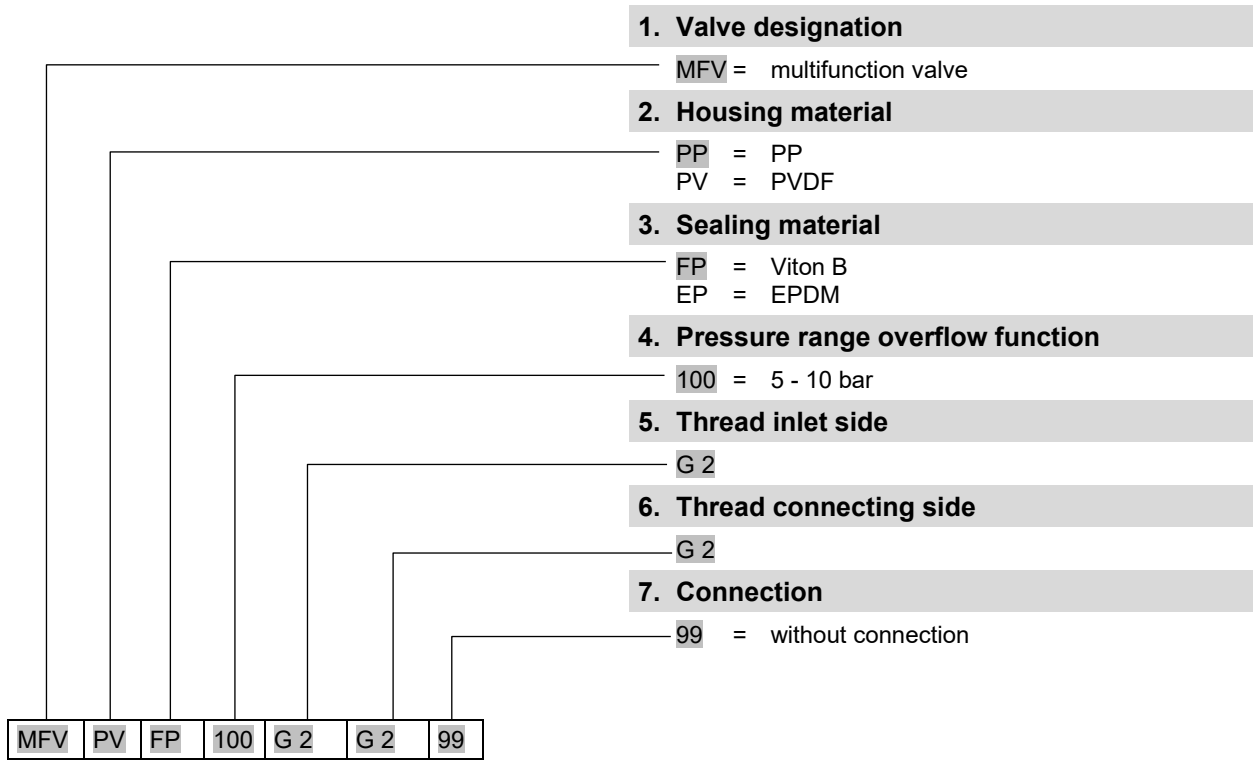 1. Valve designation
MFV = multifunction valve
2. Housing material
PP = PP
PV = PVDF
3. Sealing material
FP = Viton B
EP = EPDM
4. Pressure range overflow function
100 = 5 - 10 bar
5. Thread inlet side
G 2
6. Thread connecting side
G 2
7. Connection
99 = without connection
MFV PV FP 100 G 2 G 2 99